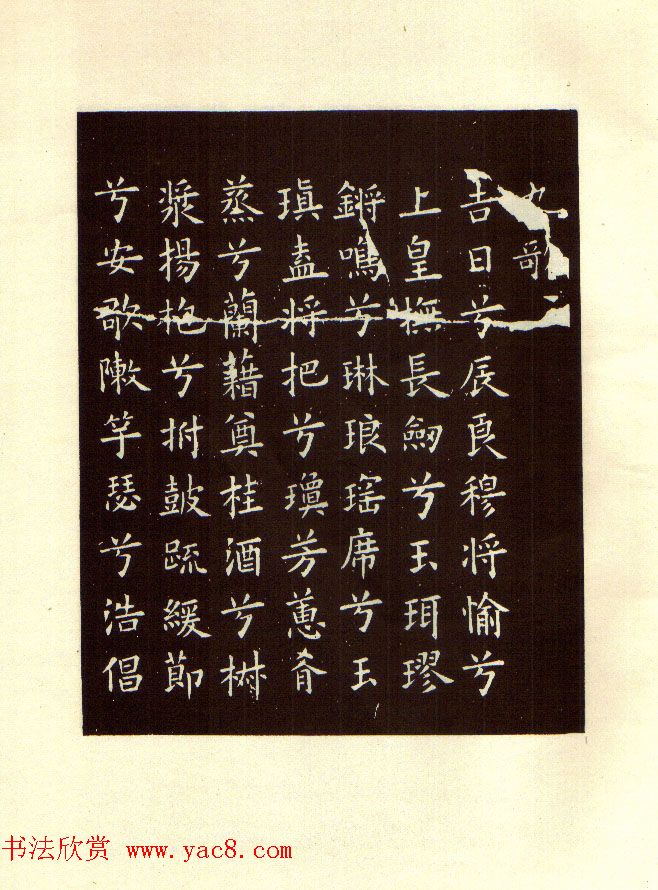 九歌
吉日兮辰良穆将愉兮
上皇撫長劒兮玉珥璆
鏘鳴兮琳琅瑶席兮玉
瑱盍将把兮瓊芳蕙肴
蒸兮蘭藉奠桂酒兮椒
漿揚枹兮拊鼓疏緩節
兮安歌敶竽瑟兮浩倡
书法欣赏 www.yac8.com